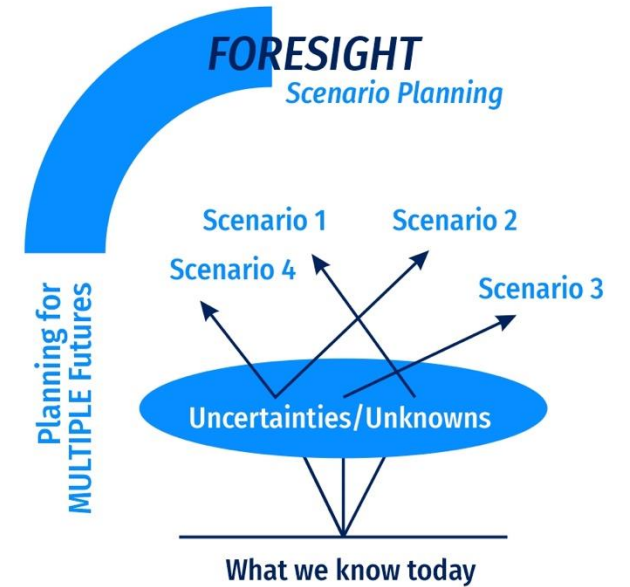 FORESIGHT
Scenario Planning
Scenario 1
Scenario 2
Scenario 4
Scenario 3
Planning for
MULTIPLE Futures
Uncertainties/Unknowns
What we know today